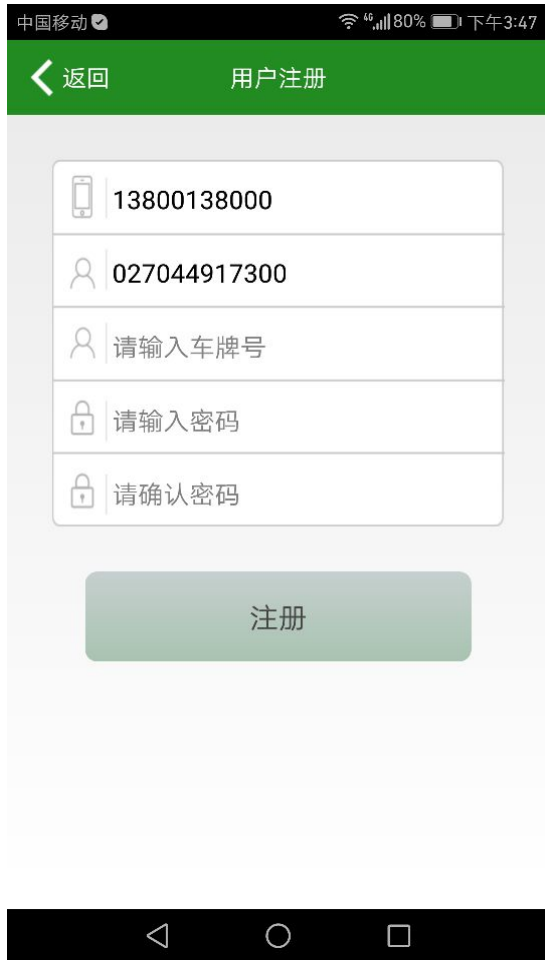 中国移动 46 80% 下午3:47
返回 用户注册
13800138000
027044917300
请输入车牌号
请输入密码
请确认密码
注册